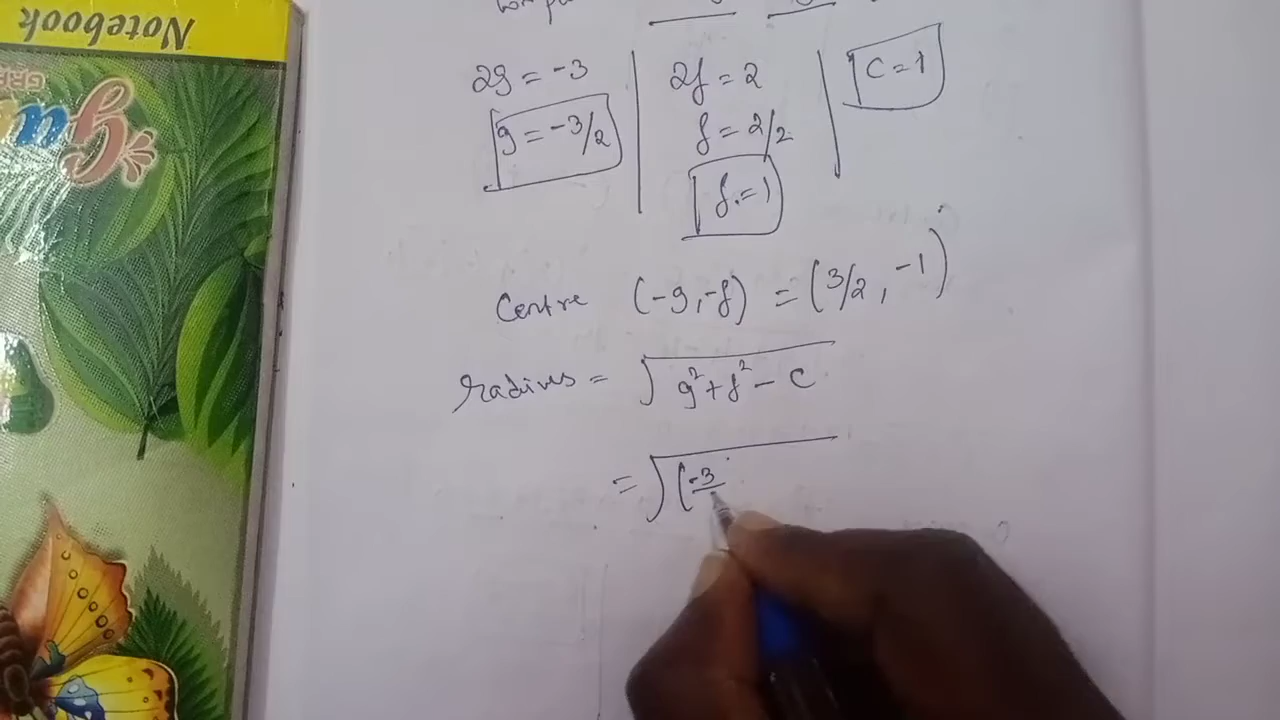 Notebook
2g = -3
2f = 2
C = 1
g = -3/2
f = 2/2
f = 1
Centre (-g,-f) = (3/2, -1)
radius = √g²+f²-c
= √(-3